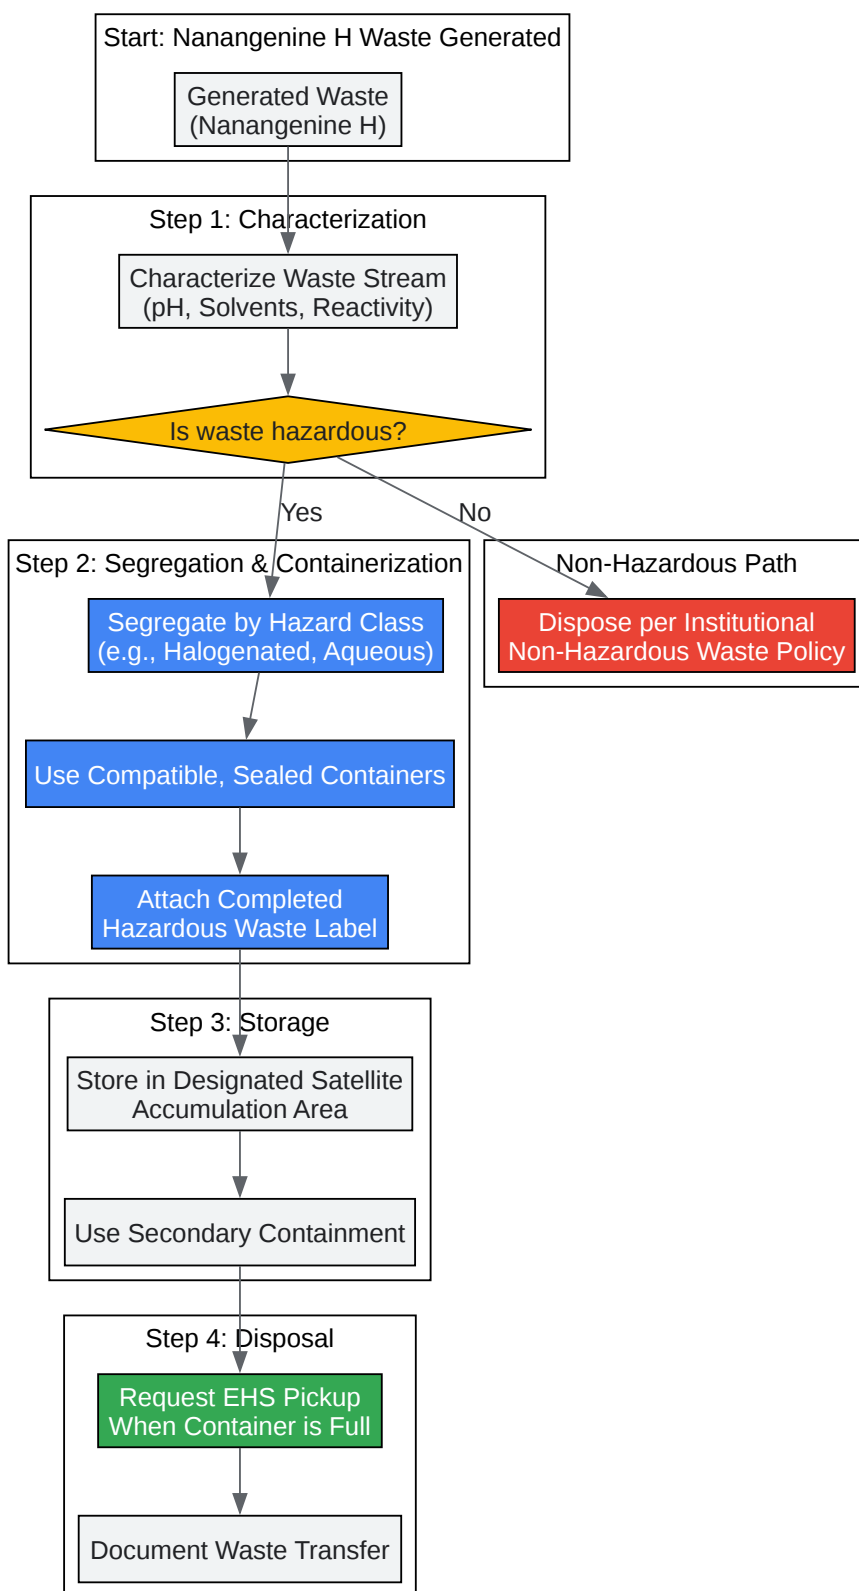 Start: Nanangenine H Waste Generated
Generated Waste
(Nanangenine H)
Step 1: Characterization
Characterize Waste Stream
(pH, Solvents, Reactivity)
Is waste hazardous?
Yes
No
Step 2: Segregation & Containerization
Segregate by Hazard Class
(e.g., Halogenated, Aqueous)
Use Compatible, Sealed Containers
Attach Completed
Hazardous Waste Label
Non-Hazardous Path
Dispose per Institutional
Non-Hazardous Waste Policy
Step 3: Storage
Store in Designated Satellite
Accumulation Area
Use Secondary Containment
Step 4: Disposal
Request EHS Pickup
When Container is Full
Document Waste Transfer